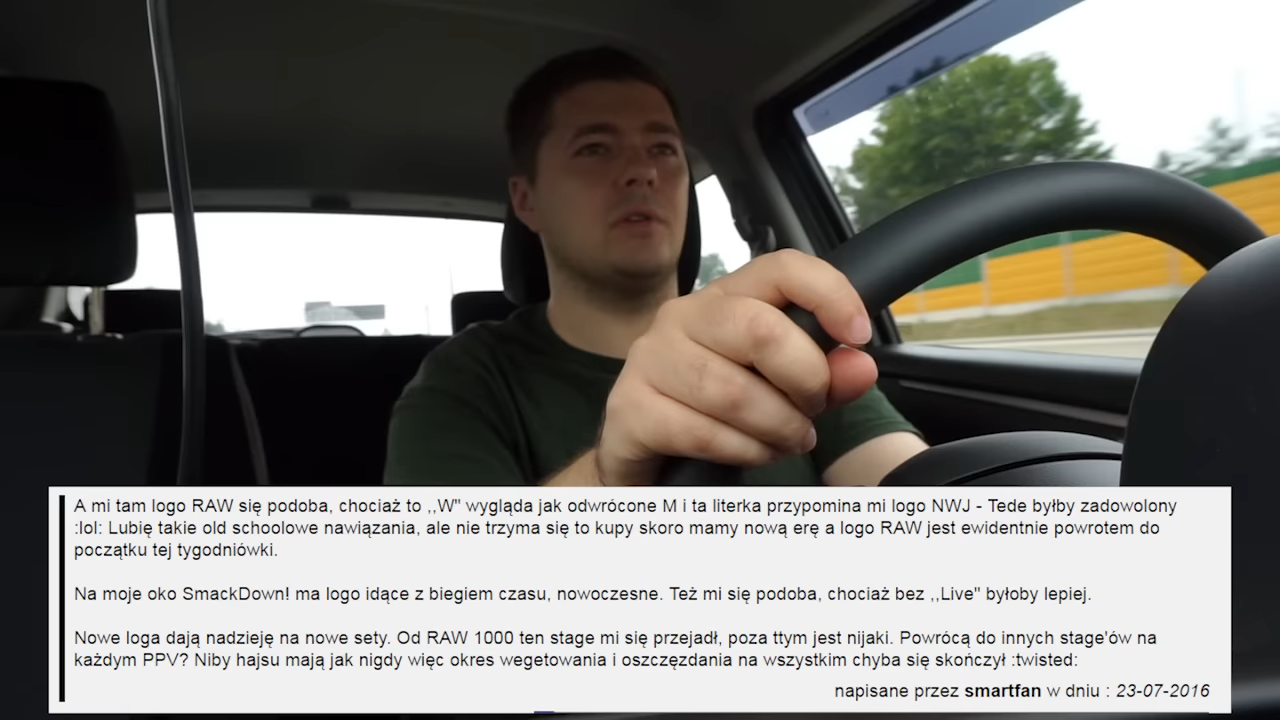 A mi tam logo RAW się podoba, chociaż to ,,W" wygląda jak odwrócone M i ta literka przypomina mi logo NWJ - Tede byłby zadowolony
:lol: Lubię takie old schoolowe nawiązania, ale nie trzyma się to kupy skoro mamy nową erę a logo RAW jest ewidentnie powrotem do
początku tej tygodniówki.
Na moje oko SmackDown! ma logo idące z biegiem czasu, nowoczesne. Też mi się podoba, chociaż bez ,,Live" byłoby lepiej.
Nowe loga dają nadzieję na nowe sety. Od RAW 1000 ten stage mi się przejadł, poza ttym jest nijaki. Powrócą do innych stage'ów na
każdym PPV? Niby hajsu mają jak nigdy więc okres wegetowania i oszczęzdania na wszystkim chyba się skończył :twisted:
napisane przez smartfan w dniu : 23-07-2016